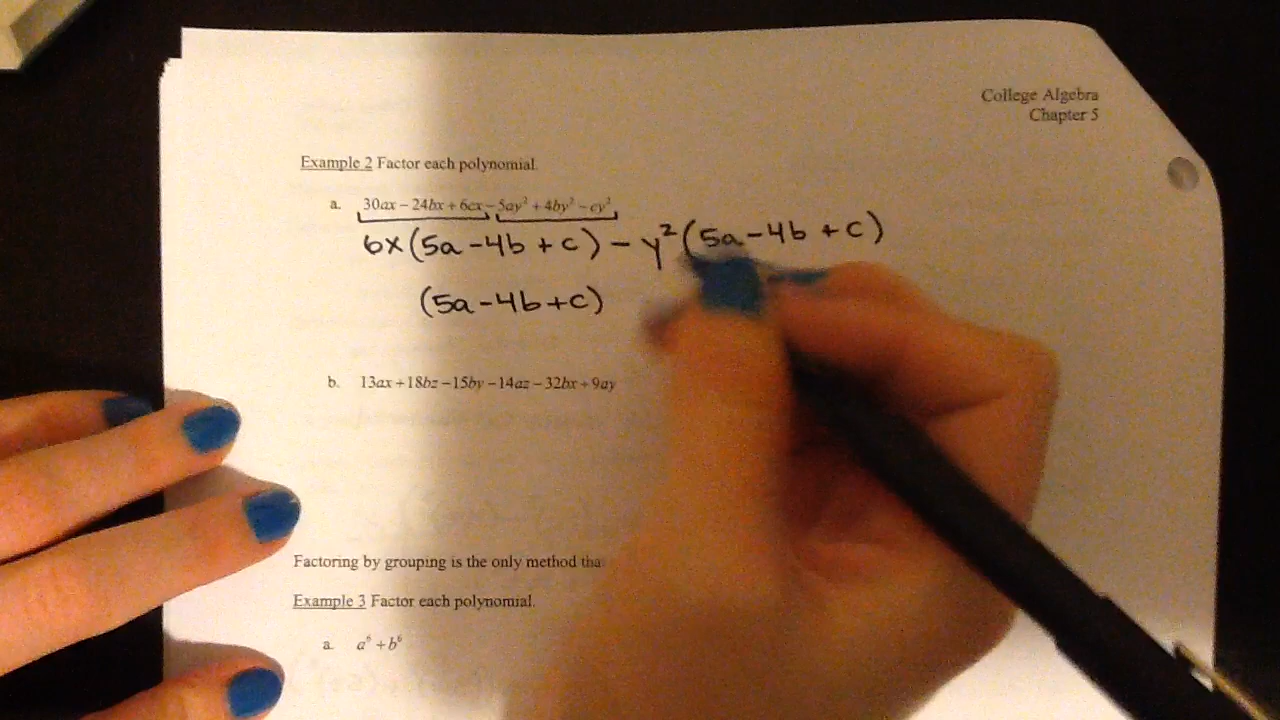 College Algebra
Chapter 5
Example 2 Factor each polynomial.
a. 30ax – 24bx + 6cx – 5ay² + 4by² – cy²
6x(5a – 4b + c) – y²(5a – 4b + c)
(5a – 4b + c)
b. 13ax + 18bz – 15by – 14az – 32bx + 9ay
Factoring by grouping is the only method tha
Example 3 Factor each polynomial.
a. a⁶ + b⁶